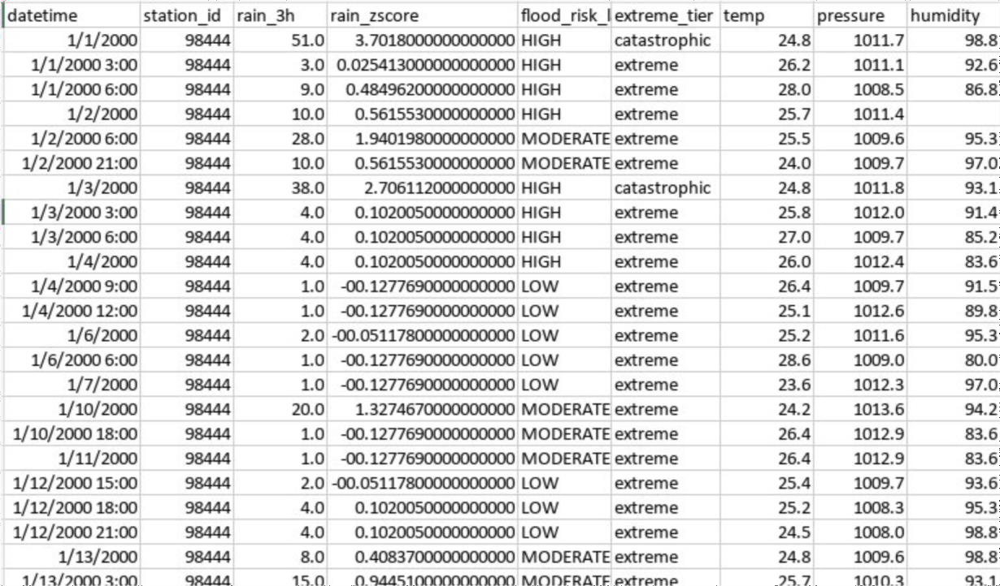 datetime station_id rain_3h rain_zscore flood_risk_l extreme_tier temp pressure humidity
1/1/2000 98444 51.0 3.7018000000000000 HIGH catastrophic 24.8 1011.7 98.8
1/1/2000 3:00 98444 3.0 0.0254130000000000 HIGH extreme 26.2 1011.1 92.6
1/1/2000 6:00 98444 9.0 0.4849620000000000 HIGH extreme 28.0 1008.5 86.8
1/2/2000 98444 10.0 0.5615530000000000 HIGH extreme 25.7 1011.4
1/2/2000 6:00 98444 28.0 1.9401980000000000 MODERATE extreme 25.5 1009.6 95.3
1/2/2000 21:00 98444 10.0 0.5615530000000000 MODERATE extreme 24.0 1009.7 97.0
1/3/2000 98444 38.0 2.706112000000000 HIGH catastrophic 24.8 1011.8 93.1
1/3/2000 3:00 98444 4.0 0.1020050000000000 HIGH extreme 25.8 1012.0 91.4
1/3/2000 6:00 98444 4.0 0.1020050000000000 HIGH extreme 27.0 1009.7 85.2
1/4/2000 98444 4.0 0.1020050000000000 HIGH extreme 26.0 1012.4 83.6
1/4/2000 9:00 98444 1.0 -00.1277690000000000 LOW extreme 26.4 1009.7 91.5
1/4/2000 12:00 98444 1.0 -00.1277690000000000 LOW extreme 25.1 1012.6 89.8
1/6/2000 98444 2.0 -00.05117800000000000 LOW extreme 25.2 1011.6 95.3
1/6/2000 6:00 98444 1.0 -00.1277690000000000 LOW extreme 28.6 1009.0 80.0
1/7/2000 98444 1.0 -00.1277690000000000 LOW extreme 23.6 1012.3 97.0
1/10/2000 98444 20.0 1.3274670000000000 MODERATE extreme 24.2 1013.6 94.2
1/10/2000 18:00 98444 1.0 -00.1277690000000000 MODERATE extreme 26.4 1012.9 83.6
1/11/2000 98444 1.0 -00.1277690000000000 MODERATE extreme 26.4 1012.9 83.6
1/12/2000 15:00 98444 2.0 -00.05117800000000000 LOW extreme 25.4 1009.7 93.6
1/12/2000 18:00 98444 4.0 0.1020050000000000 LOW extreme 25.2 1008.3 95.3
1/12/2000 21:00 98444 4.0 0.1020050000000000 LOW extreme 24.5 1008.0 98.8
1/13/2000 98444 8.0 0.4083700000000000 MODERATE extreme 24.8 1009.6 98.8
1/13/2000 3:00 98444 15.0 0.9445100000000000 MODERATE extreme 25.7 1010.3 93.1